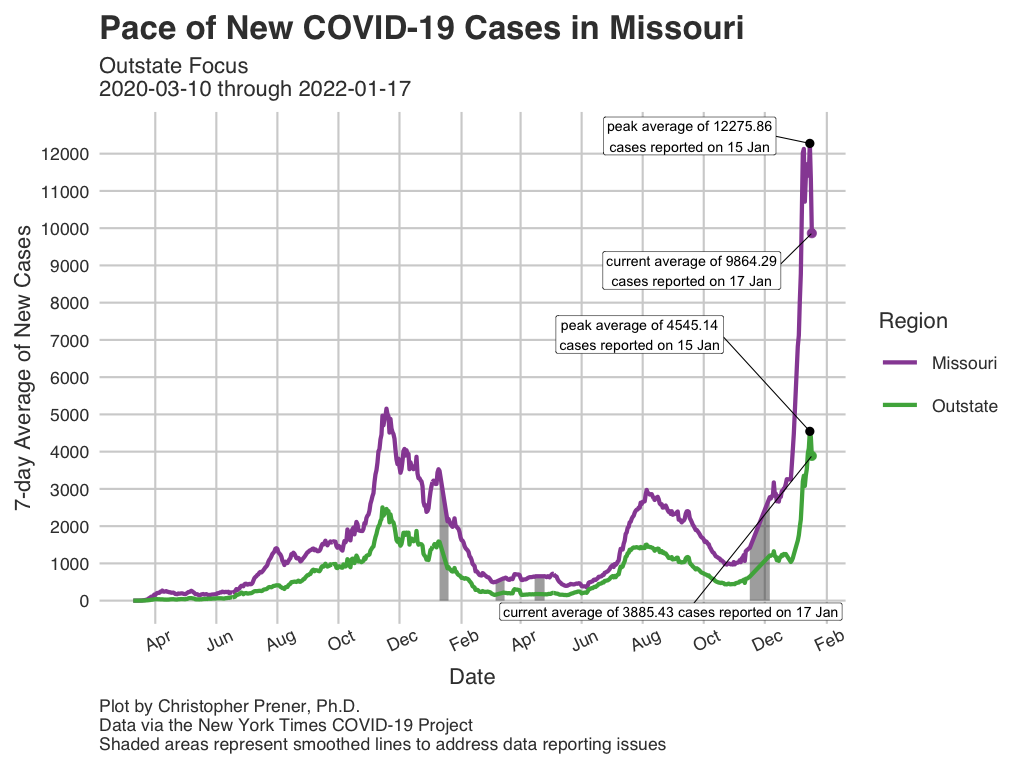 Pace of New COVID-19 Cases in Missouri
Outstate Focus
2020-03-10 through 2022-01-17
peak average of 12275.86
cases reported on 15 Jan
current average of 9864.29
cases reported on 17 Jan
peak average of 4545.14
cases reported on 15 Jan
current average of 3885.43 cases reported on 17 Jan
7-day Average of New Cases
12000
11000
10000
9000
8000
7000
6000
5000
4000
3000
2000
1000
0
Apr
Jun
Aug
Oct
Dec
Feb
Apr
Jun
Aug
Oct
Dec
Feb
Date
Region
Missouri
Outstate
Plot by Christopher Prener, Ph.D.
Data via the New York Times COVID-19 Project
Shaded areas represent smoothed lines to address data reporting issues